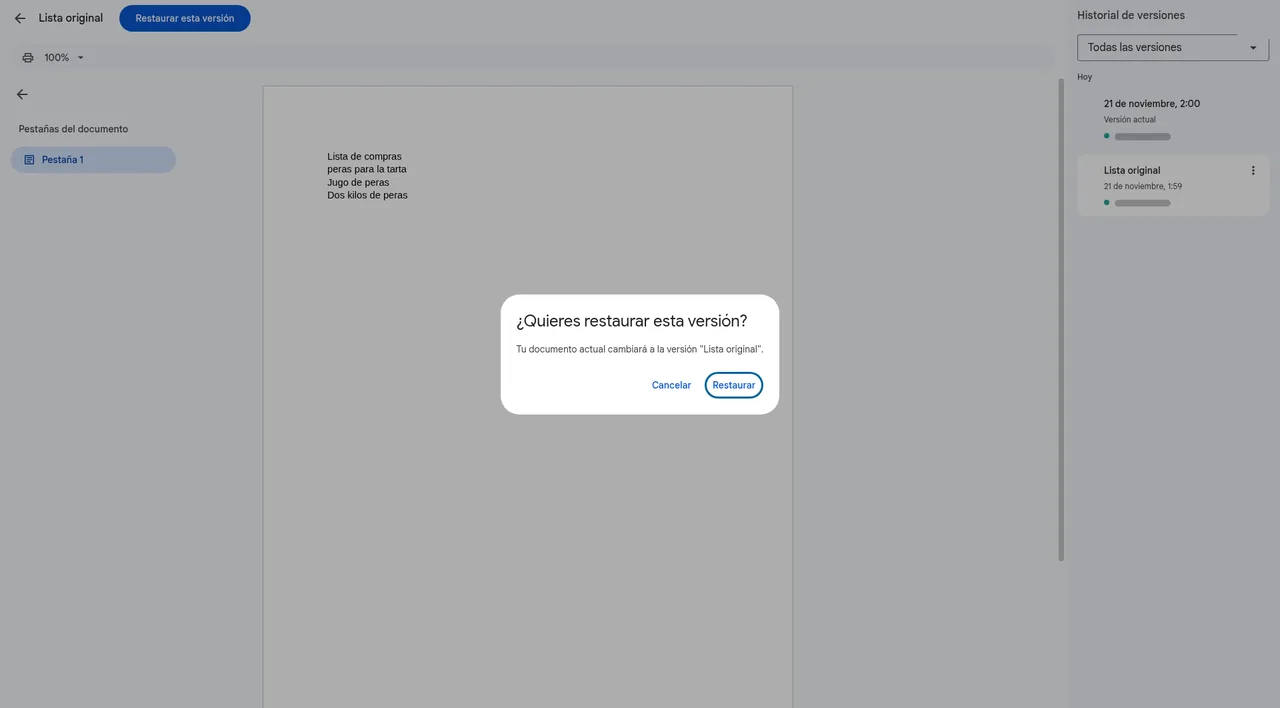 Lista original
Restaurar esta versión
Historial de versiones
100%
Todas las versiones
Hoy
Pestañas del documento
Pestaña 1
21 de noviembre, 2:00
Versión actual
Lista original
21 de noviembre, 1:59
Lista de compras
peras para la tarta
Jugo de peras
Dos kilos de peras
¿Quieres restaurar esta versión?
Tu documento actual cambiará a la versión "Lista original".
Cancelar
Restaurar